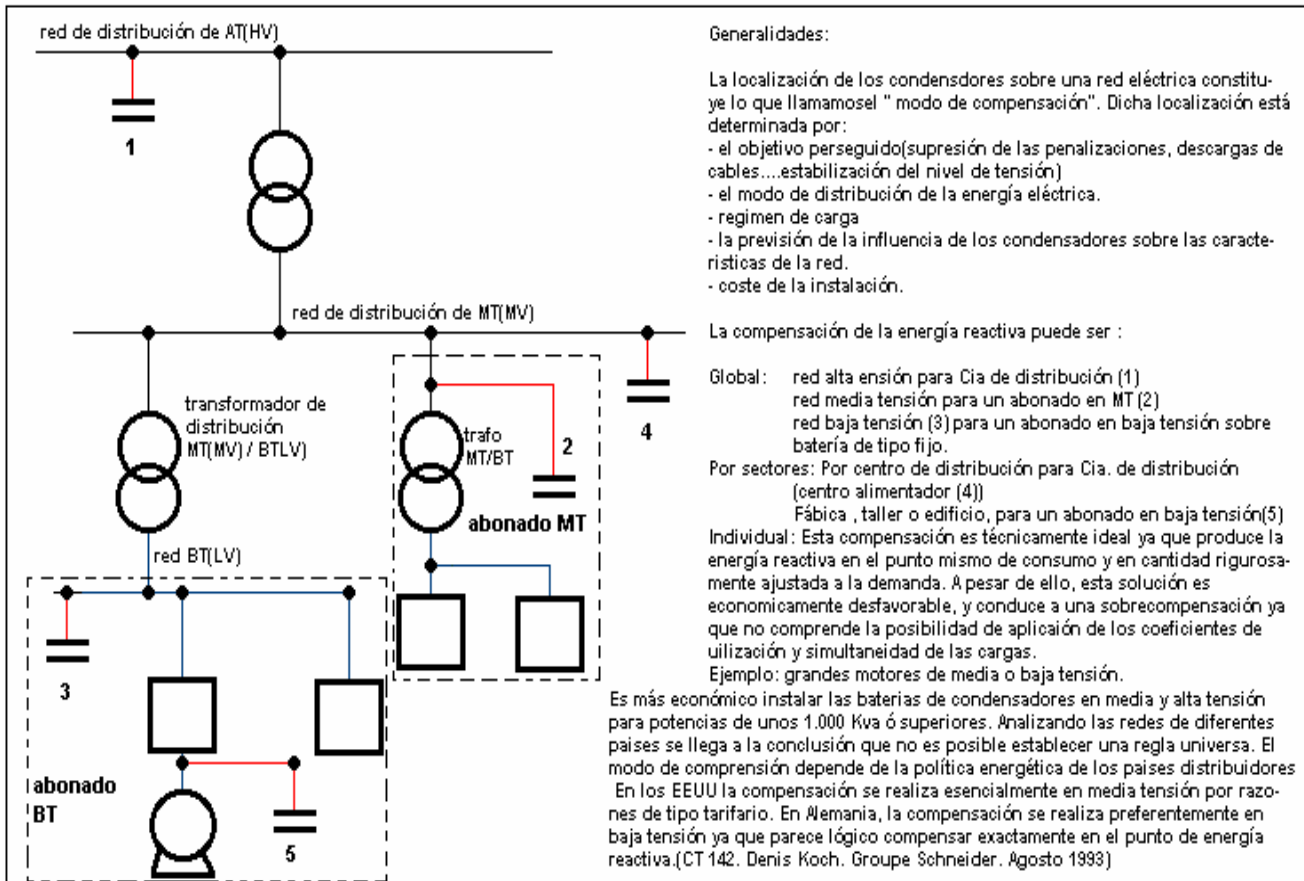 red de distribución de AT(HV)
1
red de distribución de MT(MV)
transformador de
distribución
MT(MV) / BTLV)
trafo
MT/BT
2
4
abonado MT
red BT(LV)
3
abonado
BT
5
Generalidades:
La localización de los condensdores sobre una red eléctrica constitu-
ye lo que llamamosel " modo de compensación". Dicha localización está
determinada por:
- el objetivo perseguido(supresión de las penalizaciones, descargas de
cables....estabilización del nivel de tensión)
- el modo de distribución de la energía eléctrica.
- regimen de carga
- la previsión de la influencia de los condensadores sobre las caracte-
risticas de la red.
- coste de la instalación.
La compensación de la energía reactiva puede ser :
Global: red alta ensión para Cia de distribución (1)
red media tensión para un abonado en MT (2)
red baja tensión (3) para un abonado en baja tensión sobre
batería de tipo fijo.
Por sectores: Por centro de distribución para Cia. de distribución
(centro alimentador (4))
Fábica , taller o edificio, para un abonado en baja tensión(5)
Individual: Esta compensación es técnicamente ideal ya que produce la
energía reactiva en el punto mismo de consumo y en cantidad rigurosa-
mente ajustada a la demanda. A pesar de ello, esta solución es
economicamente desfavorable, y conduce a una sobrecompensación ya
que no comprende la posibilidad de aplicaión de los coeficientes de
uilización y simultaneidad de las cargas.
Ejemplo: grandes motores de media o baja tensión.
Es más económico instalar las baterias de condensadores en media y alta tensión
para potencias de unos 1.000 Kva ó superiores. Analizando las redes de diferentes
paises se llega a la conclusión que no es posible establecer una regla universa. El
modo de comprensión depende de la política energética de los paises distribuidores
En los EEUU la compensación se realiza esencialmente en media tensión por razo-
nes de tipo tarifario. En Alemania, la compensación se realiza preferentemente en
baja tensión ya que parece lógico compensar exactamente en el punto de energía
reactiva.(CT 142. Denis Koch. Groupe Schneider. Agosto 1993)